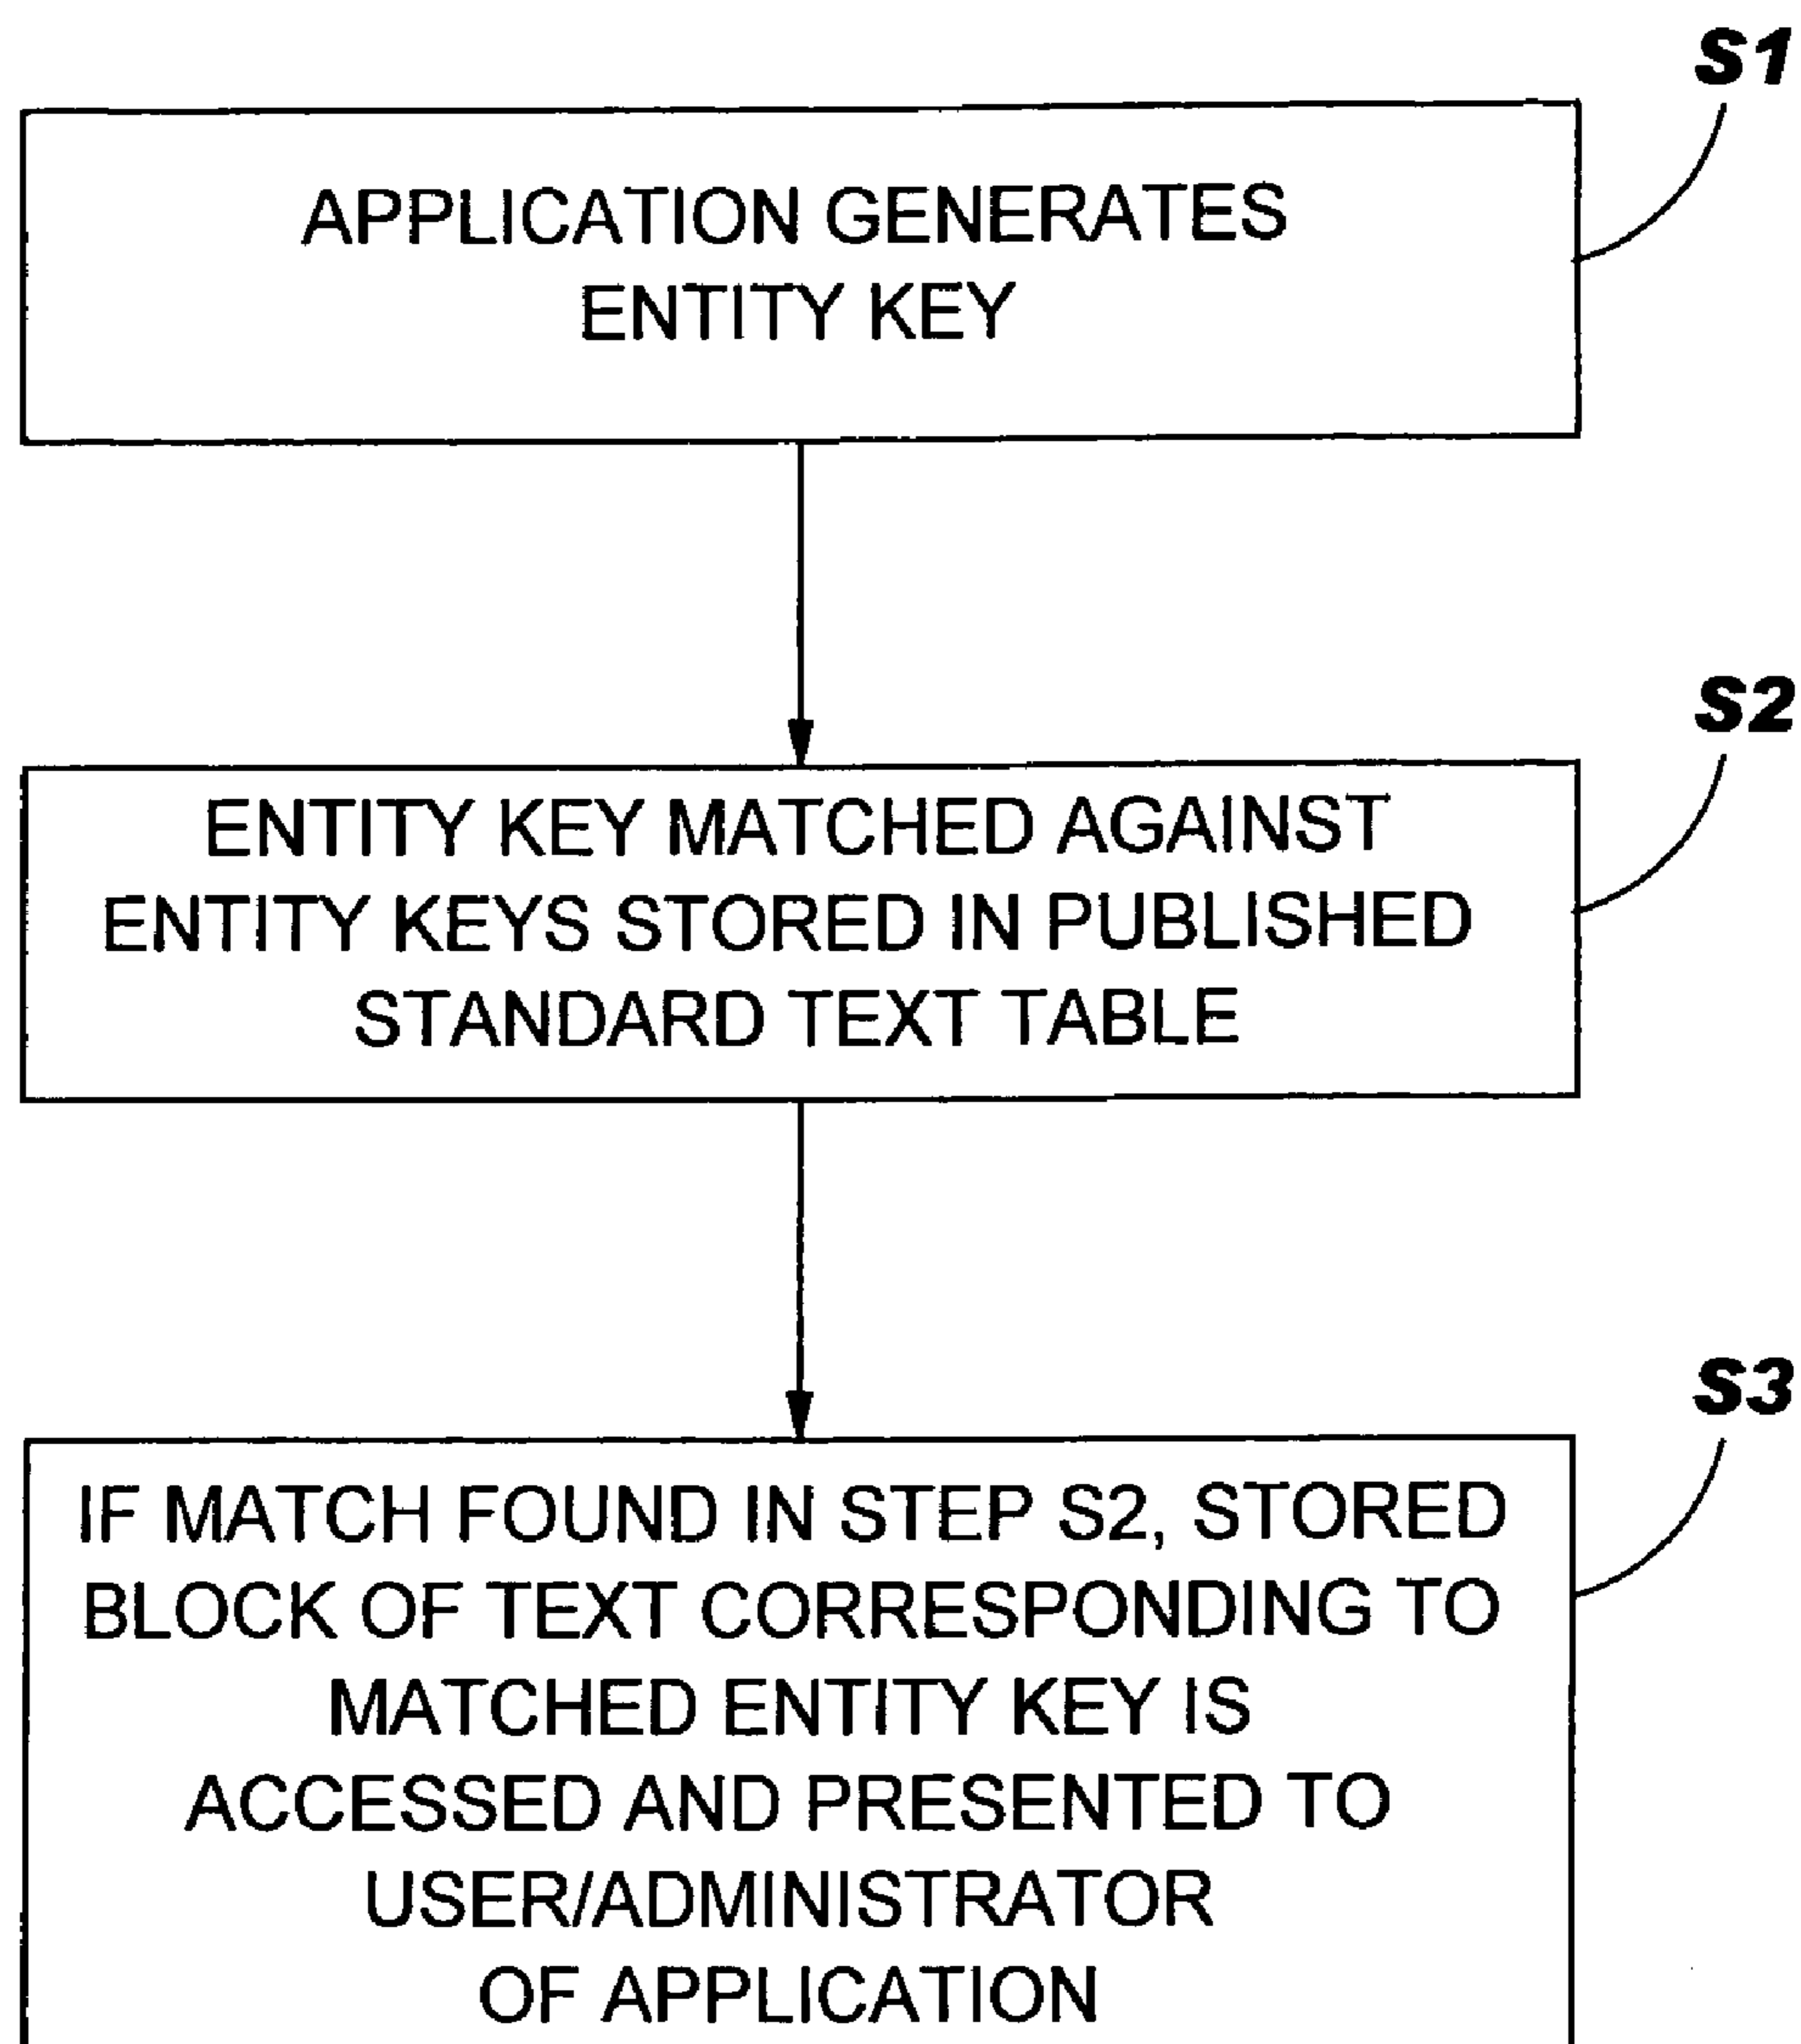 S1
APPLICATION GENERATES
ENTITY KEY
S2
ENTITY KEY MATCHED AGAINST
ENTITY KEYS STORED IN PUBLISHED
STANDARD TEXT TABLE
S3
IF MATCH FOUND IN STEP S2, STORED
BLOCK OF TEXT CORRESPONDING TO
MATCHED ENTITY KEY IS
ACCESSED AND PRESENTED TO
USER/ADMINISTRATOR
OF APPLICATION